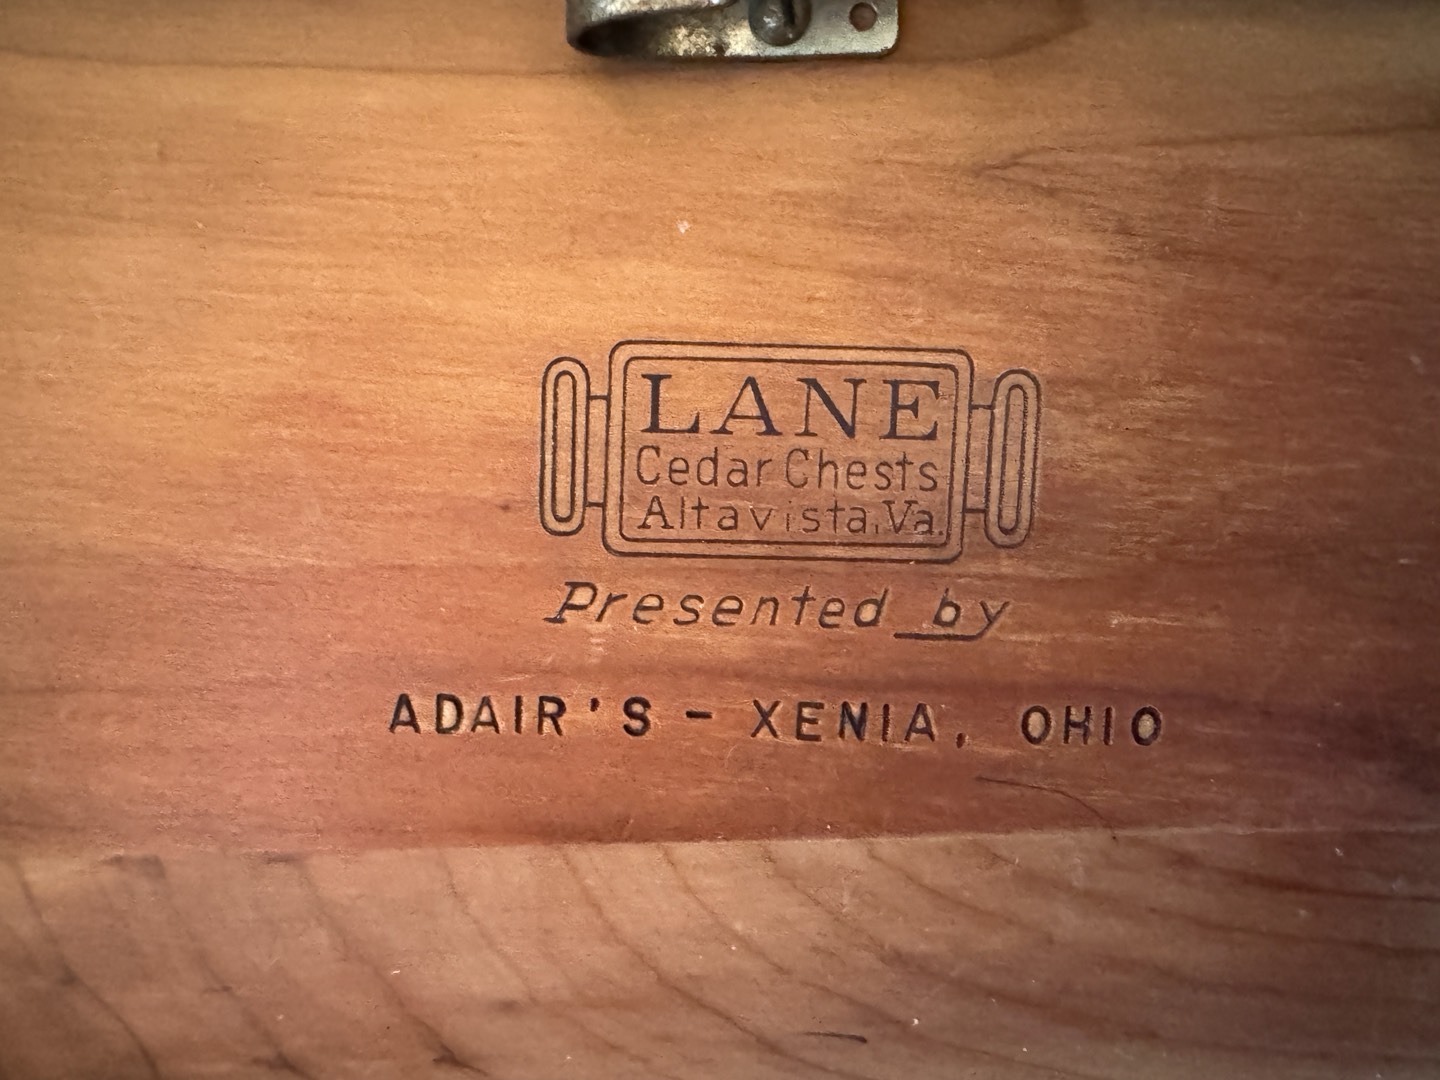 LANE
Cedar Chests
Altavista, Va.
Presented by
ADAIR'S - XENIA, OHIO